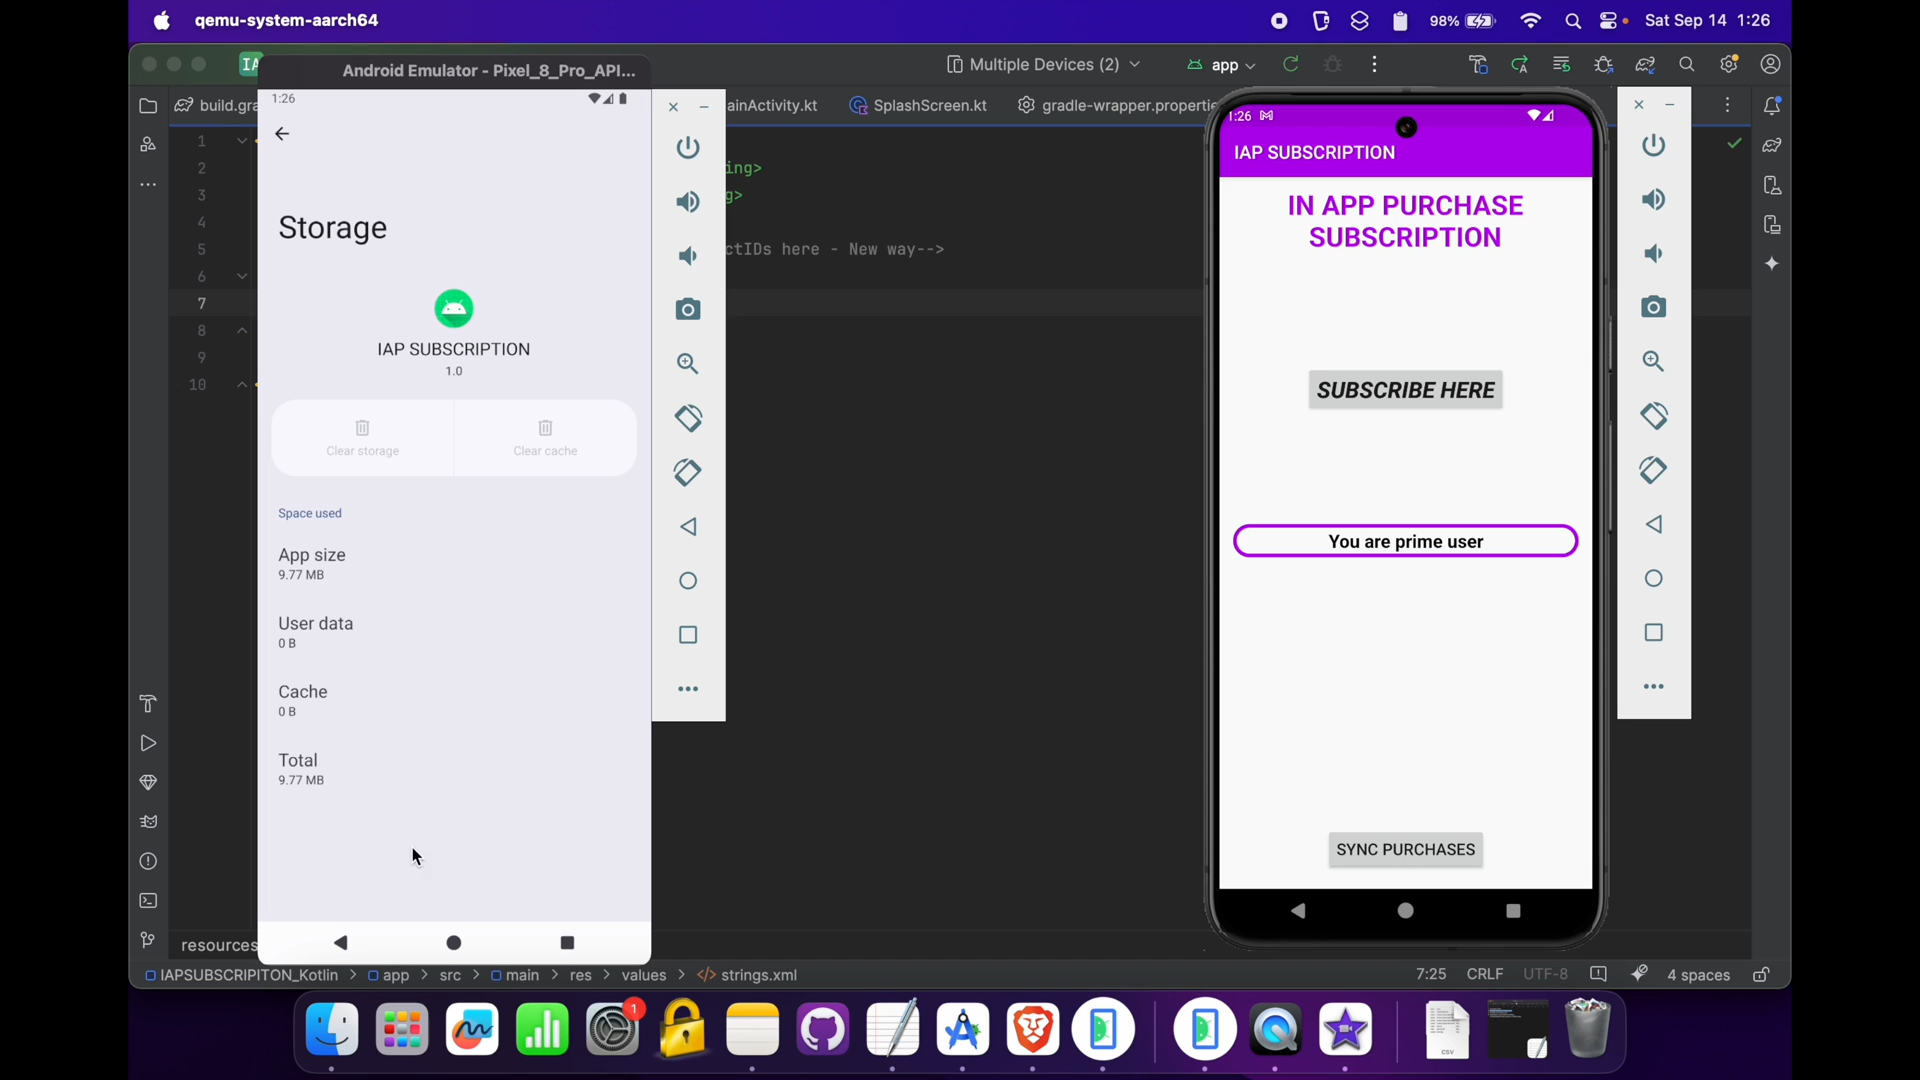 qemu-system-aarch64
98%
Sat Sep 14 1:26
IA
Android Emulator - Pixel_8_Pro_API...
Multiple Devices (2)
app
build.gra
ainActivity.kt
SplashScreen.kt
gradle-wrapper.propertie
1
2
3
4
5
6
7
8
9
10
ing>
g>
ctIDs here - New way-->
1:26
Storage
IAP SUBSCRIPTION
1.0
Clear storage
Clear cache
Space used
App size
9.77 MB
User data
0 B
Cache
0 B
Total
9.77 MB
1:26
IAP SUBSCRIPTION
IN APP PURCHASE
SUBSCRIPTION
SUBSCRIBE HERE
You are prime user
SYNC PURCHASES
resources
IAPSUBSCRIPITON_Kotlin > app > src > main > res > values > strings.xml
7:25 CRLF UTF-8 4 spaces
1
CSV